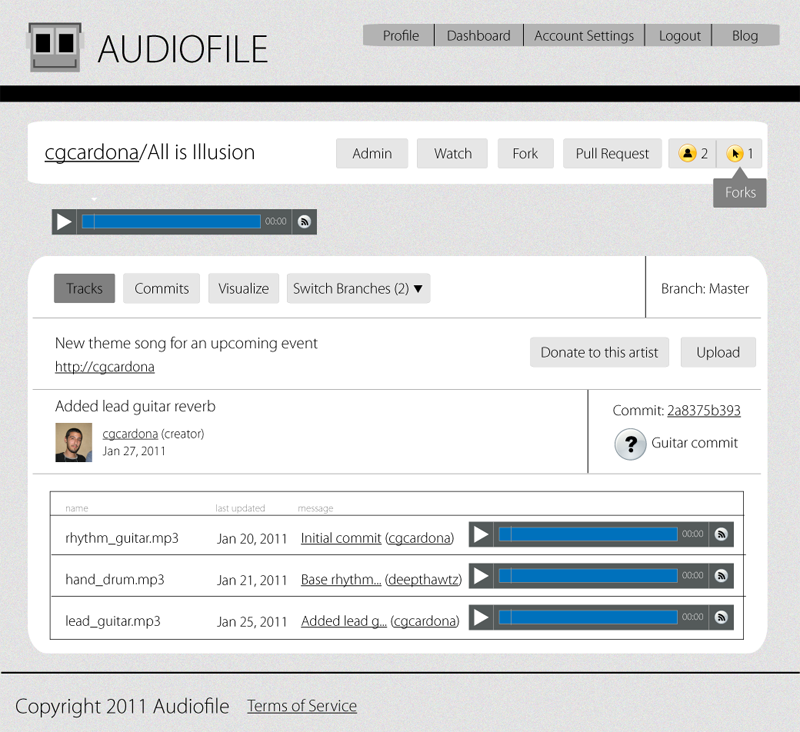 AUDIOFILE
Profile Dashboard Account Settings Logout Blog
cgcardona/All is Illusion
Admin Watch Fork Pull Request 2 1
Forks
00:00
Tracks Commits Visualize Switch Branches (2) ▼ Branch: Master
New theme song for an upcoming event
http://cgcardona
Donate to this artist Upload
Added lead guitar reverb
cgcardona (creator)
Jan 27, 2011
Commit: 2a8375b393
? Guitar commit
name last updated message
rhythm_guitar.mp3 Jan 20, 2011 Initial commit (cgcardona) 00:00
hand_drum.mp3 Jan 21, 2011 Base rhythm... (deepthawtz) 00:00
lead_guitar.mp3 Jan 25, 2011 Added lead g... (cgcardona) 00:00
Copyright 2011 Audiofile Terms of Service